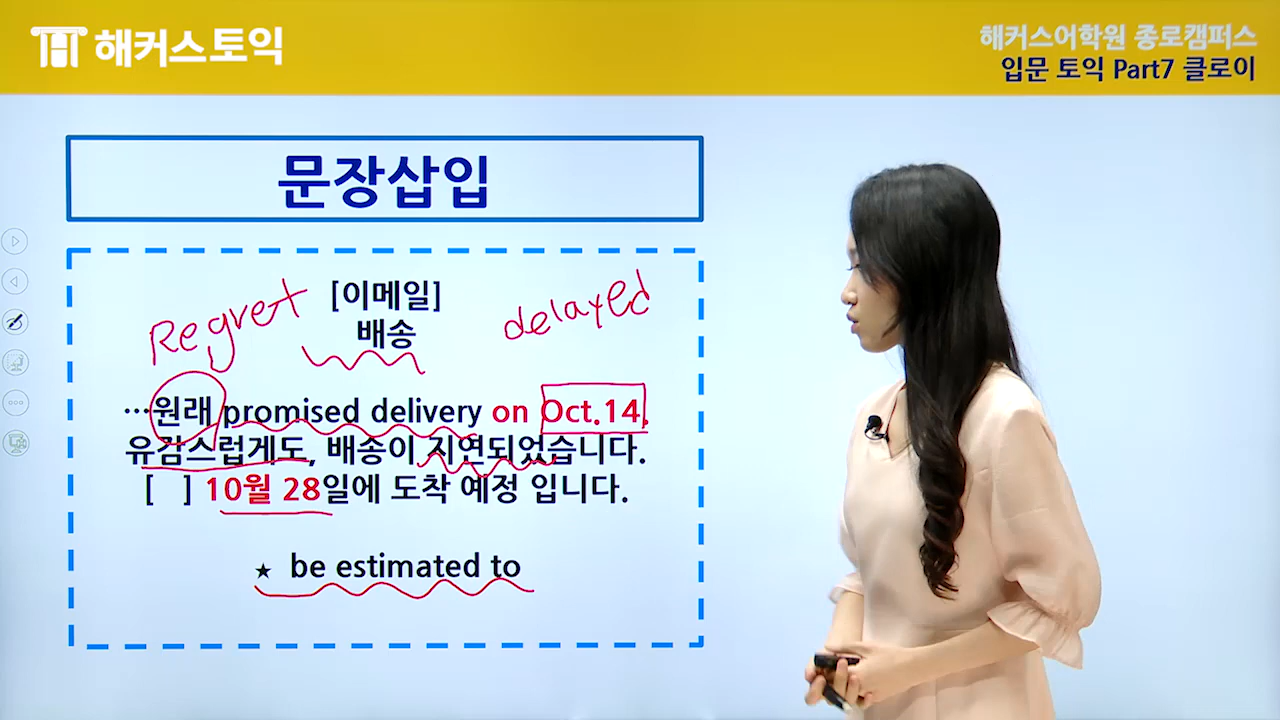 해커스토익
해커스어학원 종로캠퍼스
입문 토익 Part7 클로이
문장삽입
Regret
[이메일]
delayed
배송
…원래 promised delivery on Oct.14,
유감스럽게도, 배송이 지연되었습니다.
[ ] 10월 28일에 도착 예정 입니다.
★ be estimated to